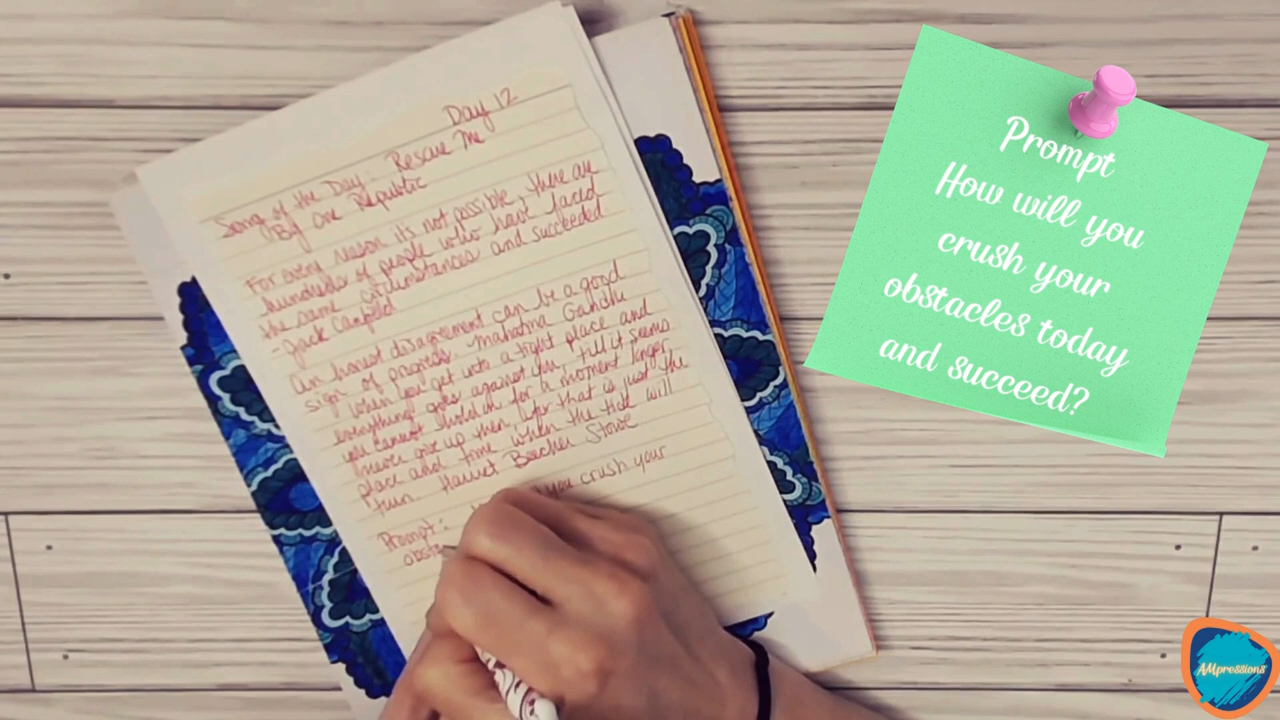 Day 12
Song of the Day: Rescue Me
By One Republic
For every reason it's not possible, there are
hundreds of people who have faced
the same circumstances and succeeded
- Jack Canfield
An honest disagreement can be a good
sign of progress. Mahatma Gandhi
When you get into a tight place and
everything goes against you, till it seems
you cannot hold on for a moment longer,
never give up then, for that is just the
place and time when the tide will
turn. Harriet Beecher Stowe
Prompt: you crush your
obsta
Prompt
How will you
crush your
obstacles today
and succeed?
AMpressions